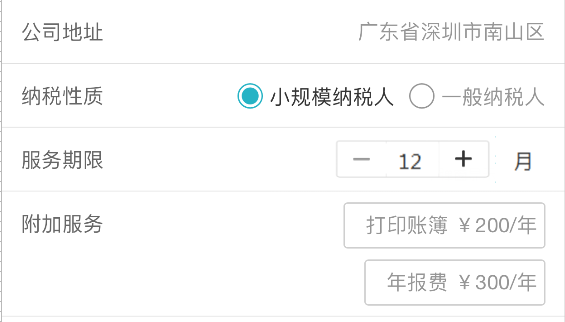 公司地址 广东省深圳市南山区
纳税性质 小规模纳税人 一般纳税人
服务期限 − 12 + 月
附加服务 打印账簿 ¥200/年
年报费 ¥300/年